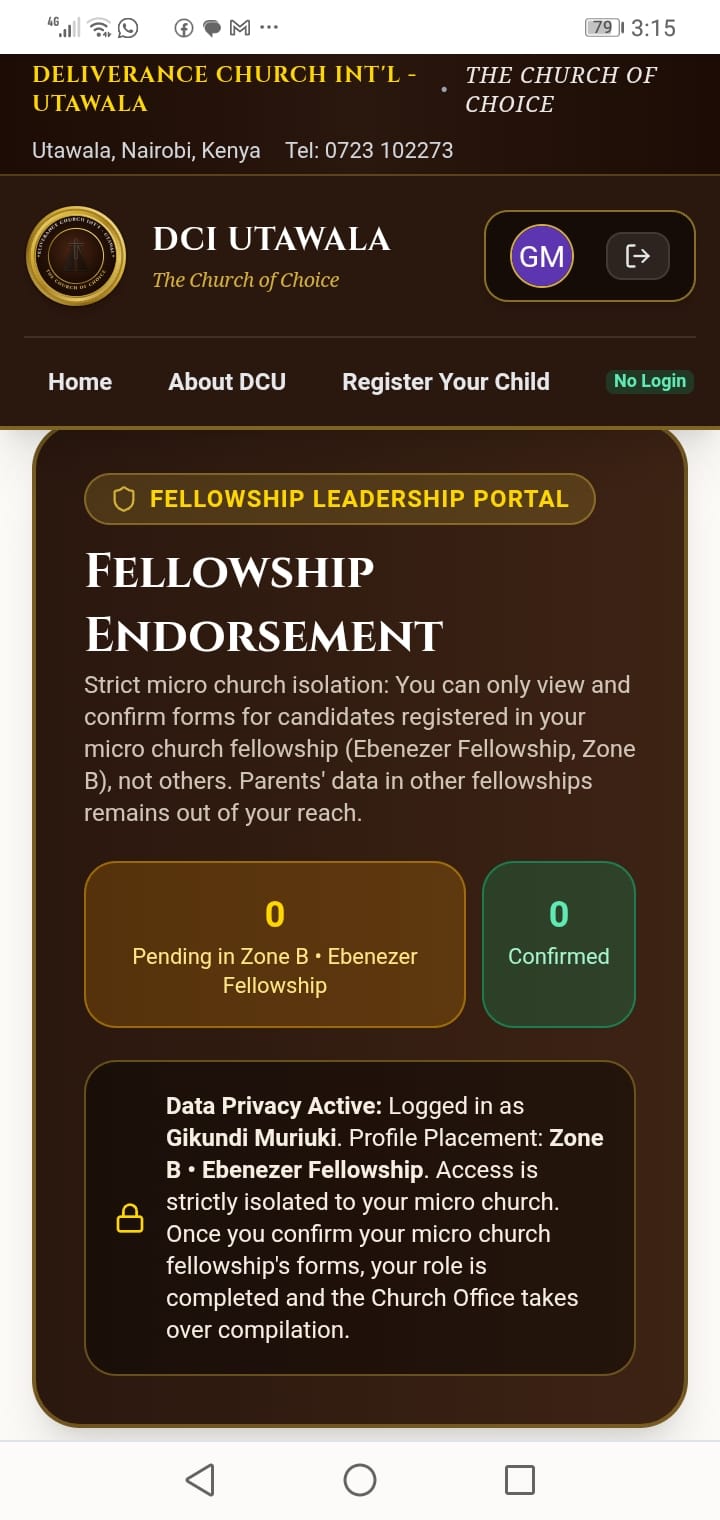 4G 79 3:15
DELIVERANCE CHURCH INT'L - UTAWALA • THE CHURCH OF CHOICE
Utawala, Nairobi, Kenya Tel: 0723 102273
DCI UTAWALA
The Church of Choice
GM
Home About DCU Register Your Child No Login
FELLOWSHIP LEADERSHIP PORTAL
FELLOWSHIP
ENDORSEMENT
Strict micro church isolation: You can only view and
confirm forms for candidates registered in your
micro church fellowship (Ebenezer Fellowship, Zone
B), not others. Parents' data in other fellowships
remains out of your reach.
0
Pending in Zone B • Ebenezer
Fellowship
0
Confirmed
Data Privacy Active: Logged in as
Gikundi Muriuki. Profile Placement: Zone
B • Ebenezer Fellowship. Access is
strictly isolated to your micro church.
Once you confirm your micro church
fellowship's forms, your role is
completed and the Church Office takes
over compilation.